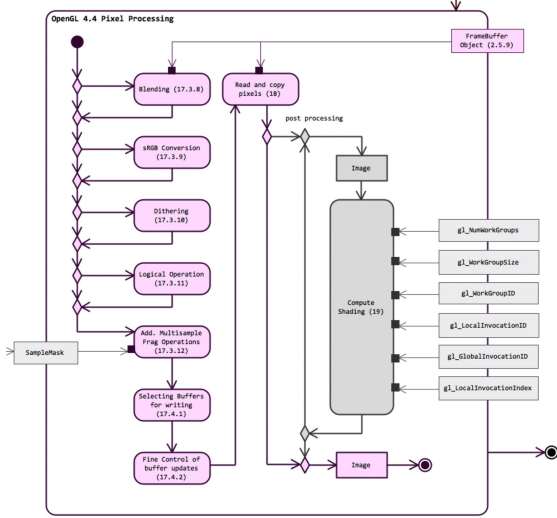 OpenGL 4.4 Pixel Processing
FrameBuffer
Object (2.5.9)
Blending (17.3.8)
Read and copy
pixels (18)
post processing
sRGB Conversion
(17.3.9)
Image
Dithering
(17.3.10)
gl_NumWorkGroups
gl_WorkGroupSize
Logical Operation
(17.3.11)
gl_WorkGroupID
Compute
Shading (19)
gl_LocalInvocationID
Add. Multisample
Frag Operations
(17.3.12)
SampleMask
gl_GlobalInvocationID
gl_LocalInvocationIndex
Selecting Buffers
for writing
(17.4.1)
Fine Control of
buffer updates
(17.4.2)
Image